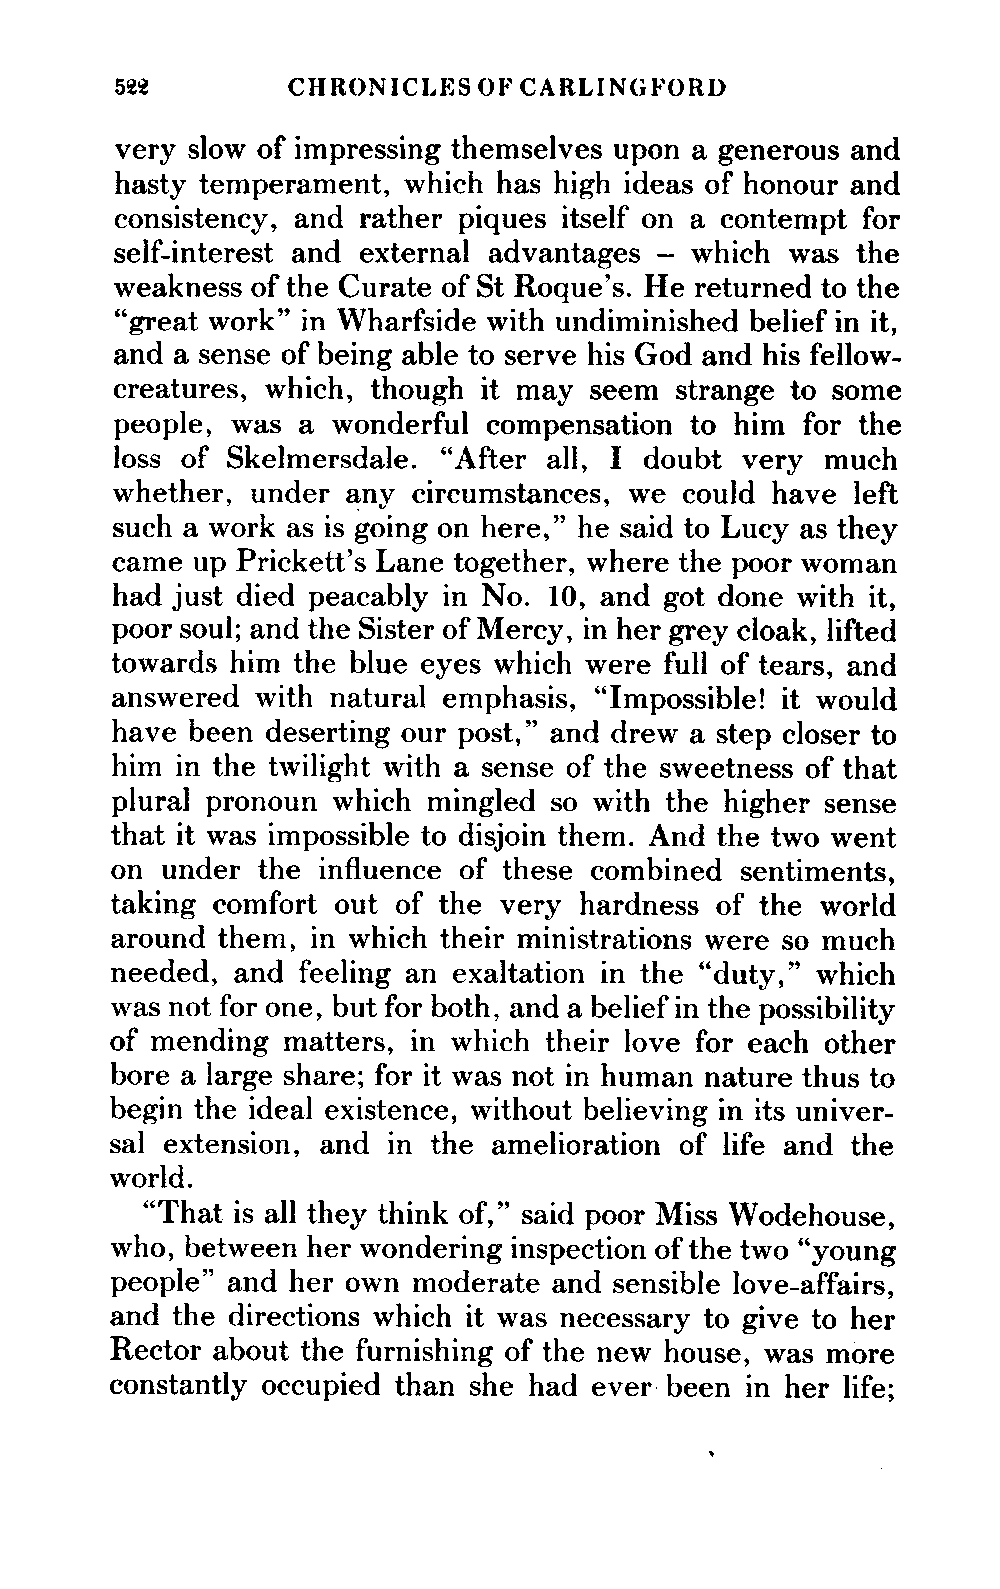 522 CHRONICLES OF CARLINGFORD
very slow of impressing themselves upon a generous and
hasty temperament, which has high ideas of honour and
consistency, and rather piques itself on a contempt for
self-interest and external advantages – which was the
weakness of the Curate of St Roque's. He returned to the
“great work” in Wharfside with undiminished belief in it,
and a sense of being able to serve his God and his fellow-
creatures, which, though it may seem strange to some
people, was a wonderful compensation to him for the
loss of Skelmersdale. “After all, I doubt very much
whether, under any circumstances, we could have left
such a work as is going on here,” he said to Lucy as they
came up Prickett's Lane together, where the poor woman
had just died peacably in No. 10, and got done with it,
poor soul; and the Sister of Mercy, in her grey cloak, lifted
towards him the blue eyes which were full of tears, and
answered with natural emphasis, “Impossible! it would
have been deserting our post,” and drew a step closer to
him in the twilight with a sense of the sweetness of that
plural pronoun which mingled so with the higher sense
that it was impossible to disjoin them. And the two went
on under the influence of these combined sentiments,
taking comfort out of the very hardness of the world
around them, in which their ministrations were so much
needed, and feeling an exaltation in the “duty,” which
was not for one, but for both, and a belief in the possibility
of mending matters, in which their love for each other
bore a large share; for it was not in human nature thus to
begin the ideal existence, without believing in its univer-
sal extension, and in the amelioration of life and the
world.
“That is all they think of,” said poor Miss Wodehouse,
who, between her wondering inspection of the two “young
people” and her own moderate and sensible love-affairs,
and the directions which it was necessary to give to her
Rector about the furnishing of the new house, was more
constantly occupied than she had ever been in her life;